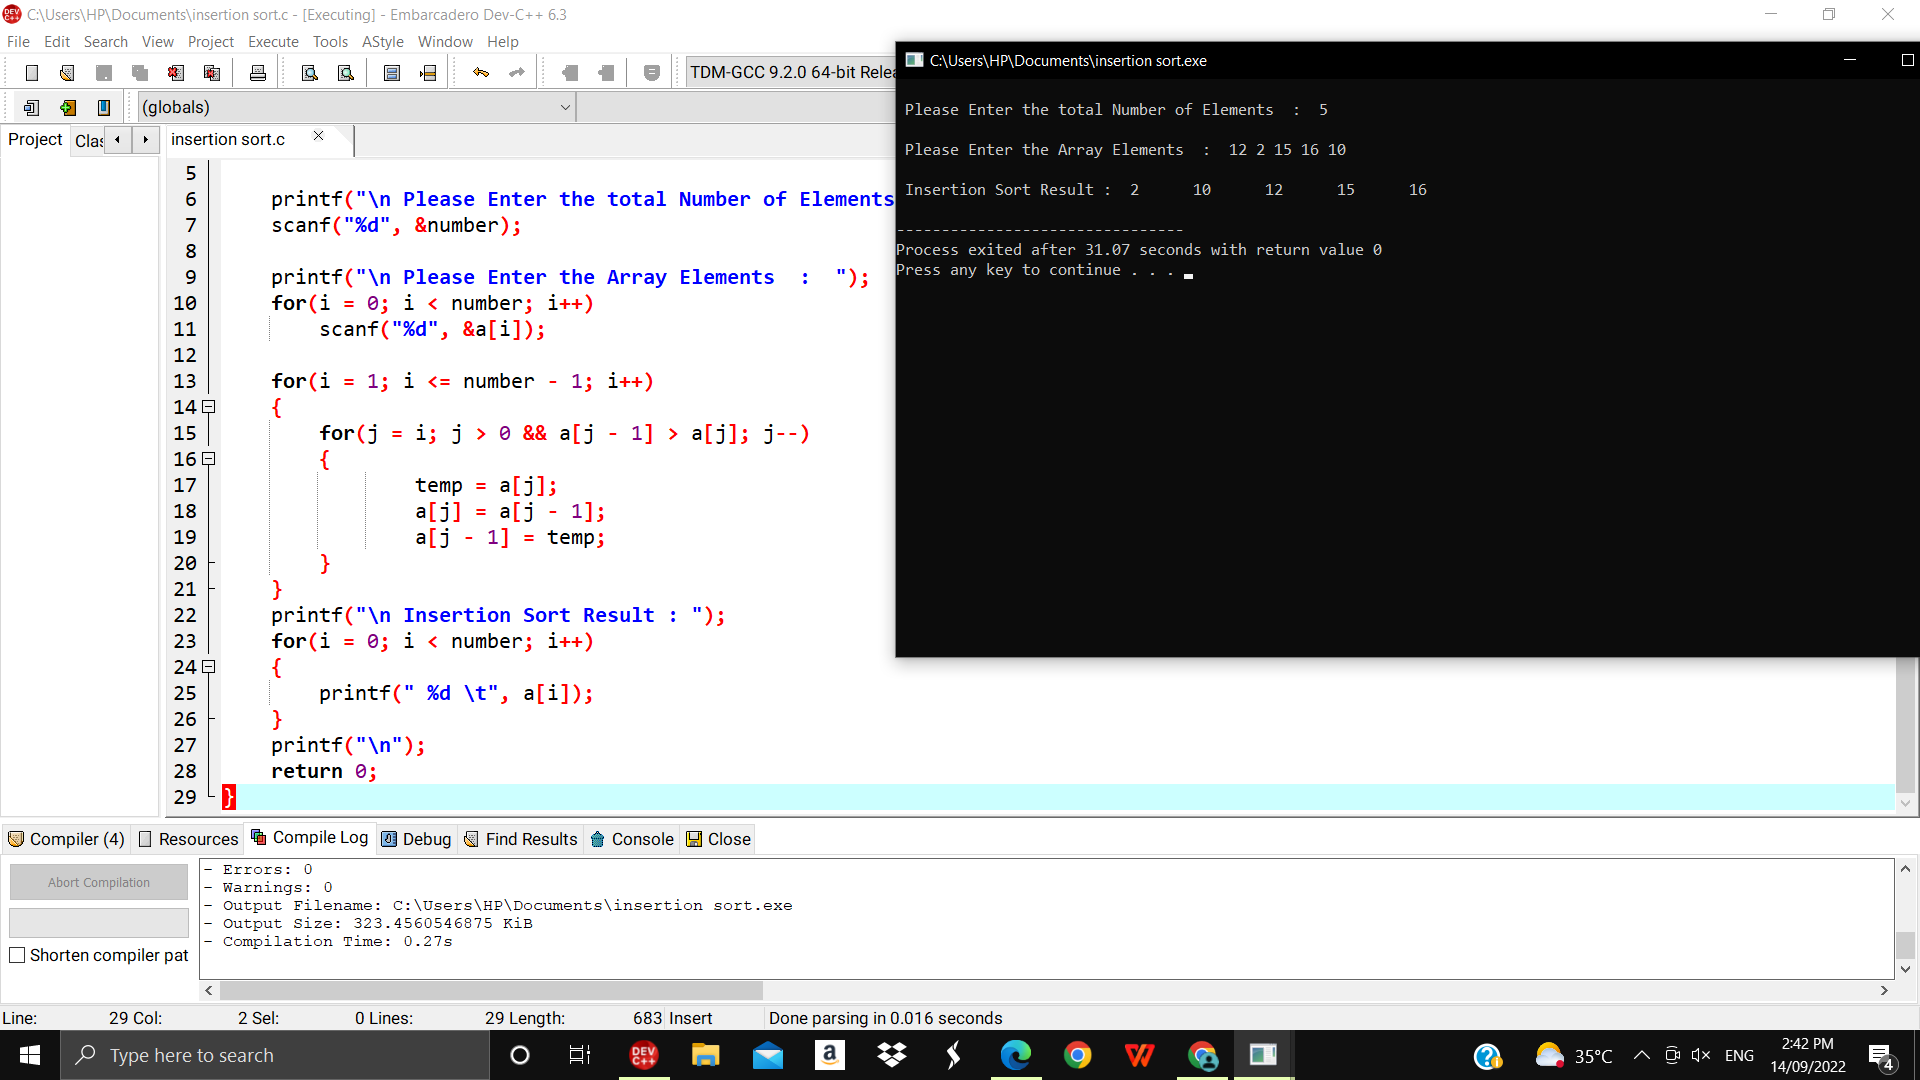 C:\Users\HP\Documents\insertion sort.c - [Executing] - Embarcadero Dev-C++ 6.3
File Edit Search View Project Execute Tools AStyle Window Help
TDM-GCC 9.2.0 64-bit Relea
(globals)
Project Clas insertion sort.c
5
6 printf("\n Please Enter the total Number of Elements
7 scanf("%d", &number);
8
9 printf("\n Please Enter the Array Elements  :  ");
10 for(i = 0; i < number; i++)
11 scanf("%d", &a[i]);
12
13 for(i = 1; i <= number - 1; i++)
14 {
15 for(j = i; j > 0 && a[j - 1] > a[j]; j--)
16 {
17 temp = a[j];
18 a[j] = a[j - 1];
19 a[j - 1] = temp;
20 }
21 }
22 printf("\n Insertion Sort Result : ");
23 for(i = 0; i < number; i++)
24 {
25 printf(" %d \t", a[i]);
26 }
27 printf("\n");
28 return 0;
29 }
C:\Users\HP\Documents\insertion sort.exe
Please Enter the total Number of Elements  :  5
Please Enter the Array Elements  :  12 2 15 16 10
Insertion Sort Result :  2 10 12 15 16
--------------------------------
Process exited after 31.07 seconds with return value 0
Press any key to continue . . .
Compiler (4) Resources Compile Log Debug Find Results Console Close
Abort Compilation
Shorten compiler pat
- Errors: 0
- Warnings: 0
- Output Filename: C:\Users\HP\Documents\insertion sort.exe
- Output Size: 323.4560546875 KiB
- Compilation Time: 0.27s
Line: 29 Col: 2 Sel: 0 Lines: 29 Length: 683 Insert Done parsing in 0.016 seconds
Type here to search
DEV C++
a
35°C ENG
2:42 PM
14/09/2022
4